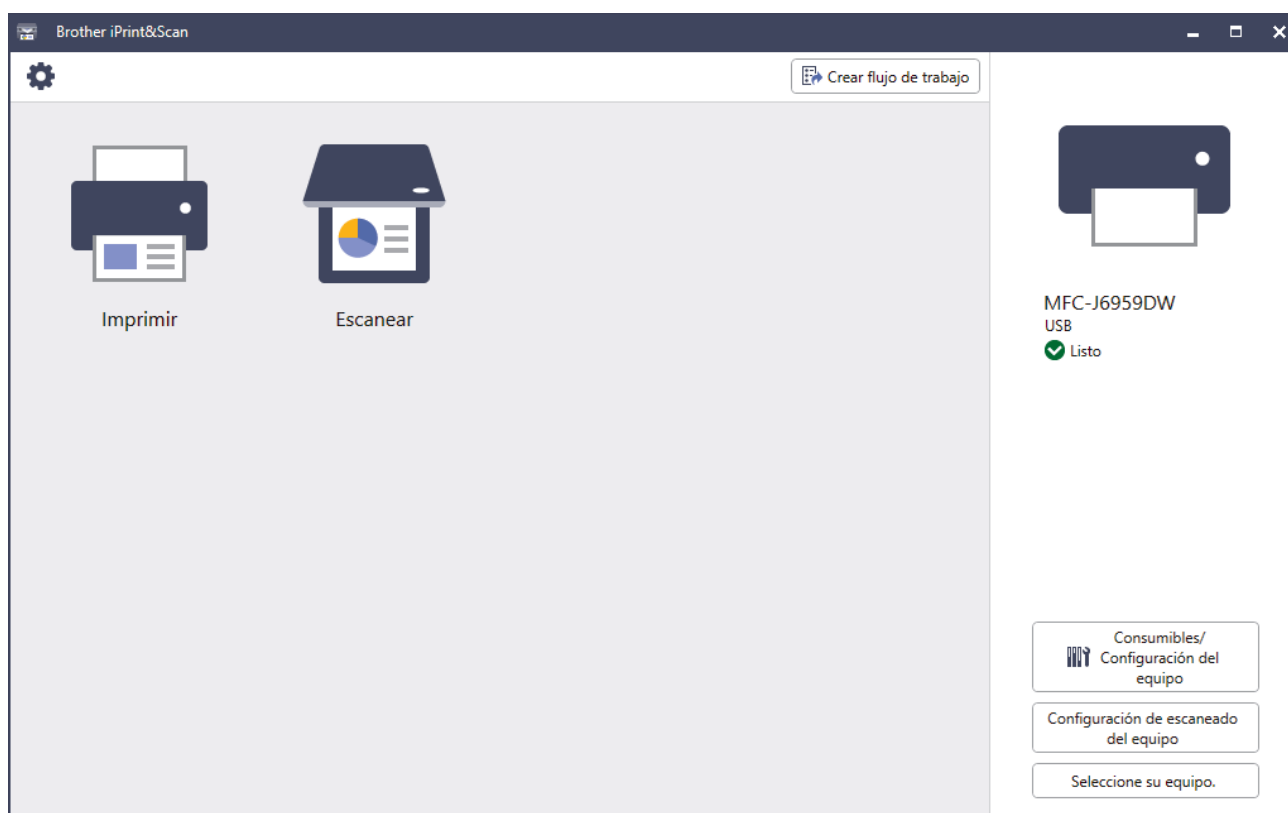 Brother iPrint&Scan
Crear flujo de trabajo
Imprimir
Escanear
MFC-J6959DW
USB
Listo
Consumibles/
Configuración del
equipo
Configuración de escaneado
del equipo
Seleccione su equipo.